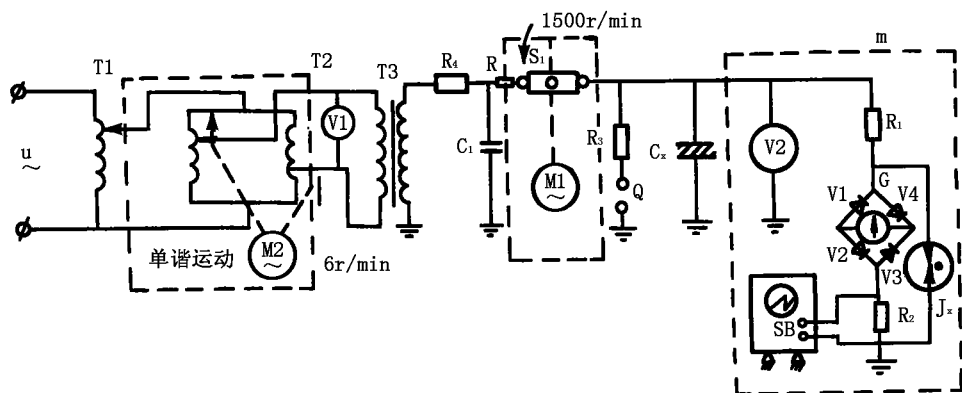 1500r/min
m
T1
T2
T3
R₄
R
S₁
V1
R₁
u
~
C₁
R₃
Cₓ
V2
M1
~
Q
G
V1
V4
单谐运动
M2
~
6r/min
V2
V3
SB
R₂
Jₓ